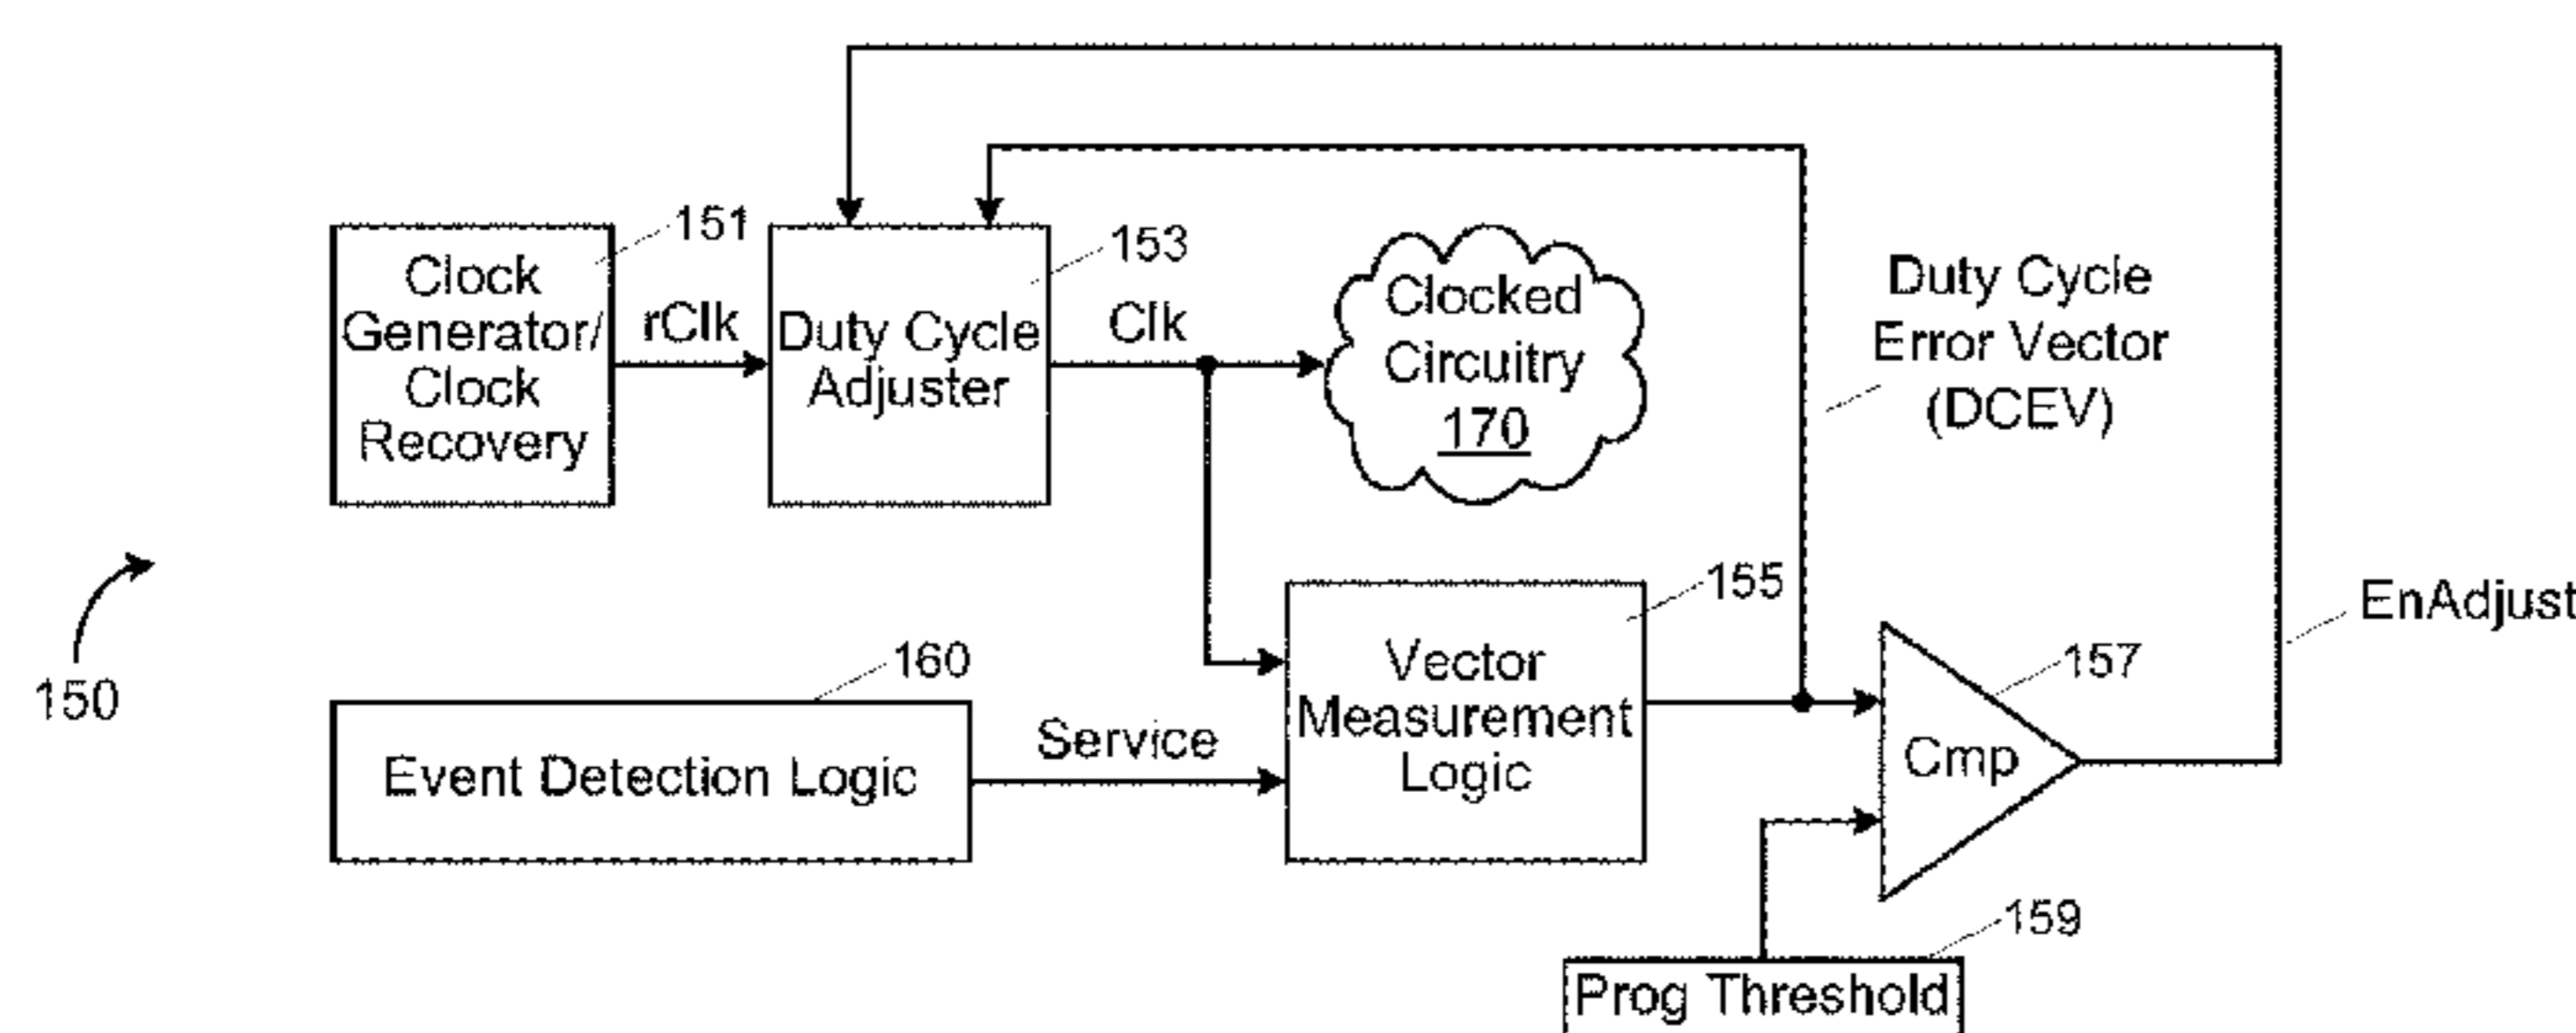 151
Clock
Generator/
Clock
Recovery
rClk
153
Duty Cycle
Adjuster
Clk
Clocked
Circuitry
170
Duty Cycle
Error Vector
(DCEV)
150
160
Event Detection Logic
Service
155
Vector
Measurement
Logic
157
Cmp
EnAdjust
159
Prog Threshold